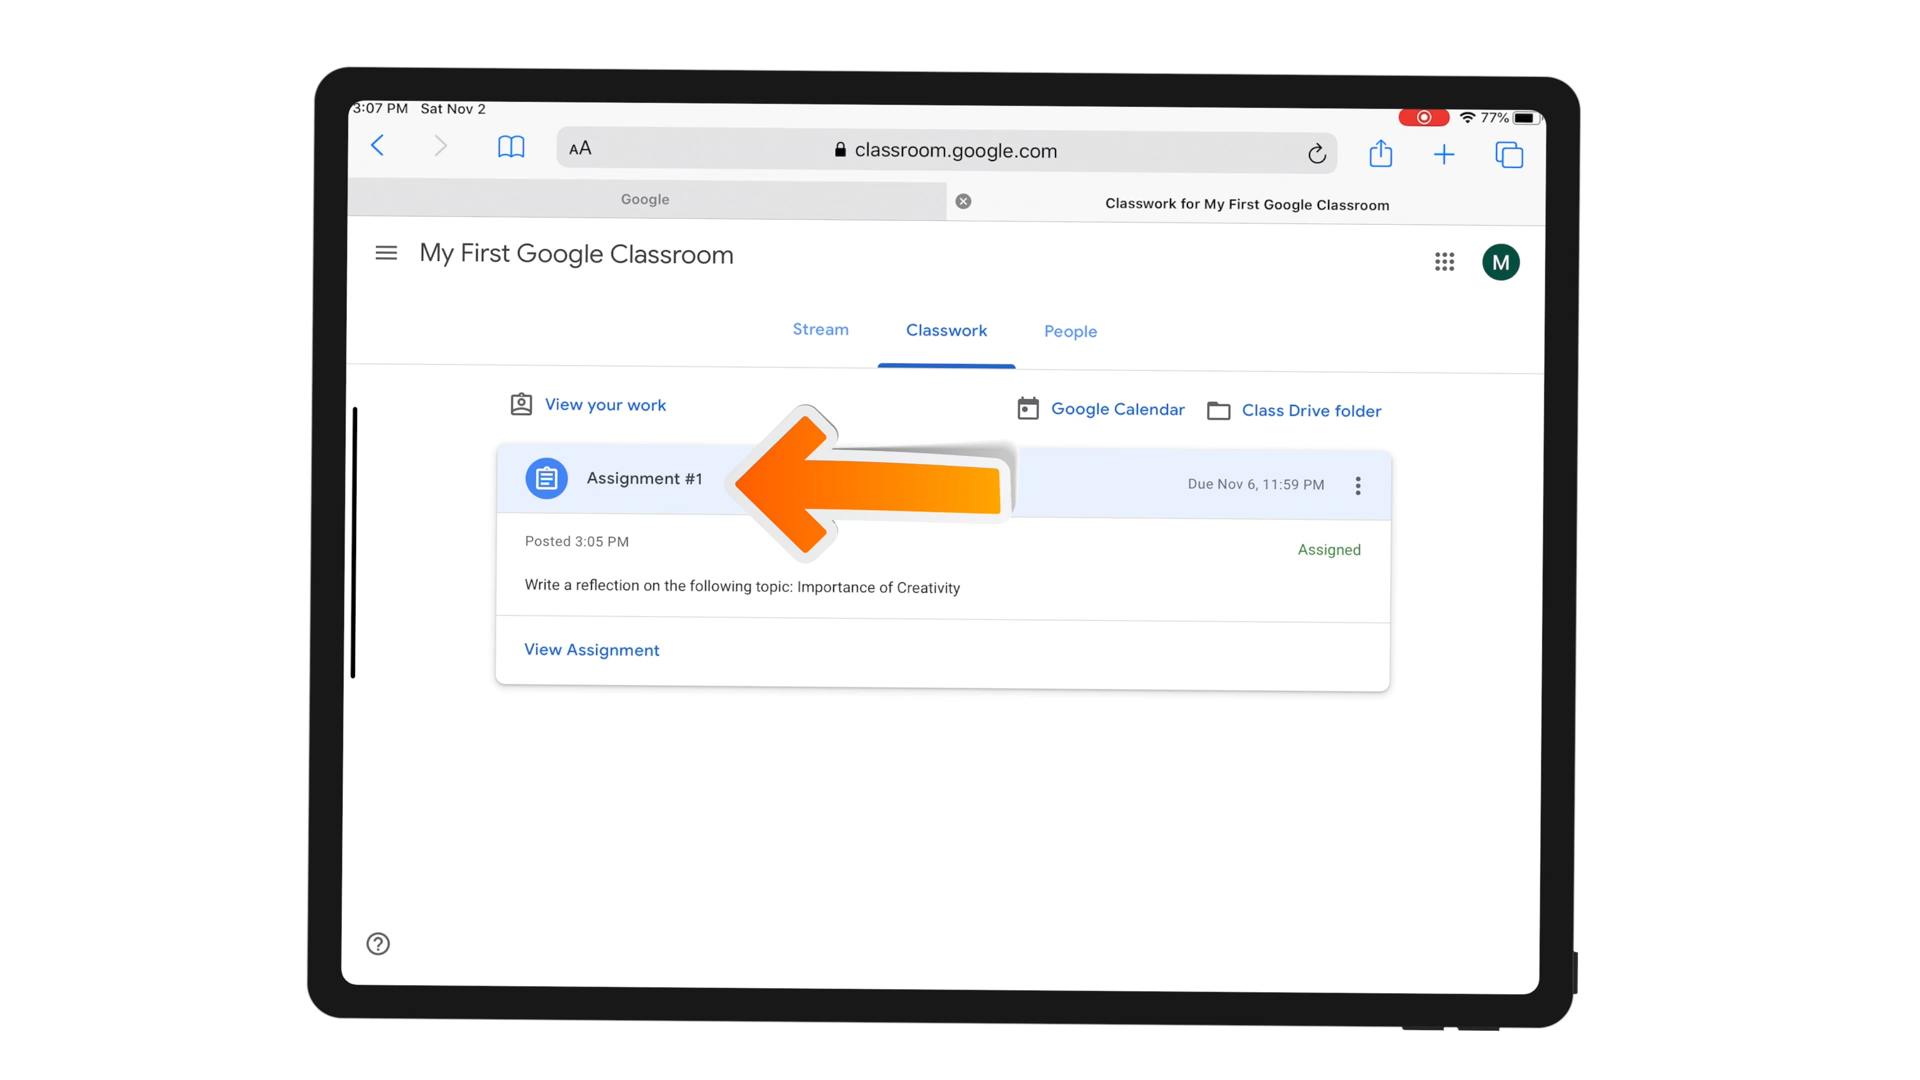 3:07 PM Sat Nov 2
77%
AA classroom.google.com
Google
Classwork for My First Google Classroom
My First Google Classroom
M
Stream Classwork People
View your work
Google Calendar
Class Drive folder
Assignment #1
Due Nov 6, 11:59 PM
Posted 3:05 PM
Assigned
Write a reflection on the following topic: Importance of Creativity
View Assignment